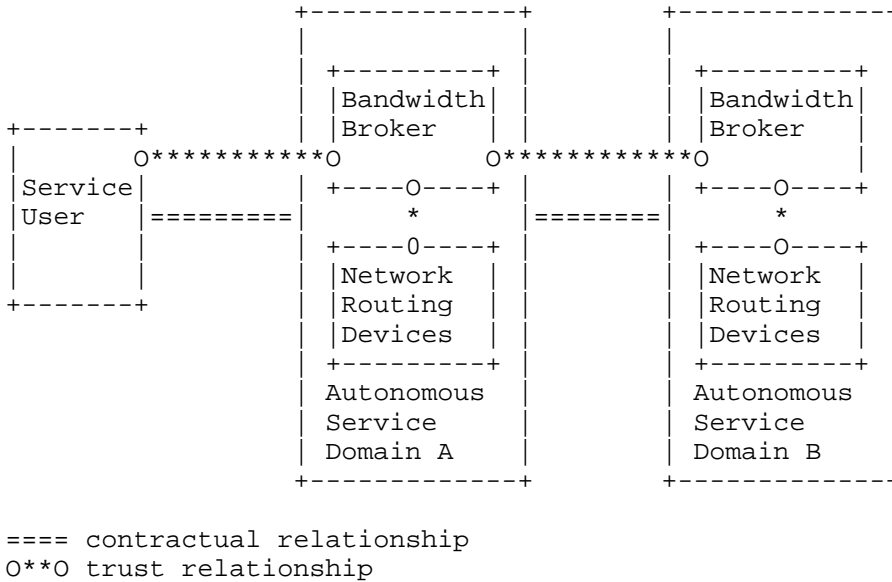 Bandwidth Bandwidth
Broker Broker
O***********O O************O
Service +----O----+ +----O----+
User ========= * ======== *
+----0----+ +----O----+
Network Network
Routing Routing
Devices Devices
Autonomous Autonomous
Service Service
Domain A Domain B
==== contractual relationship
O**O trust relationship